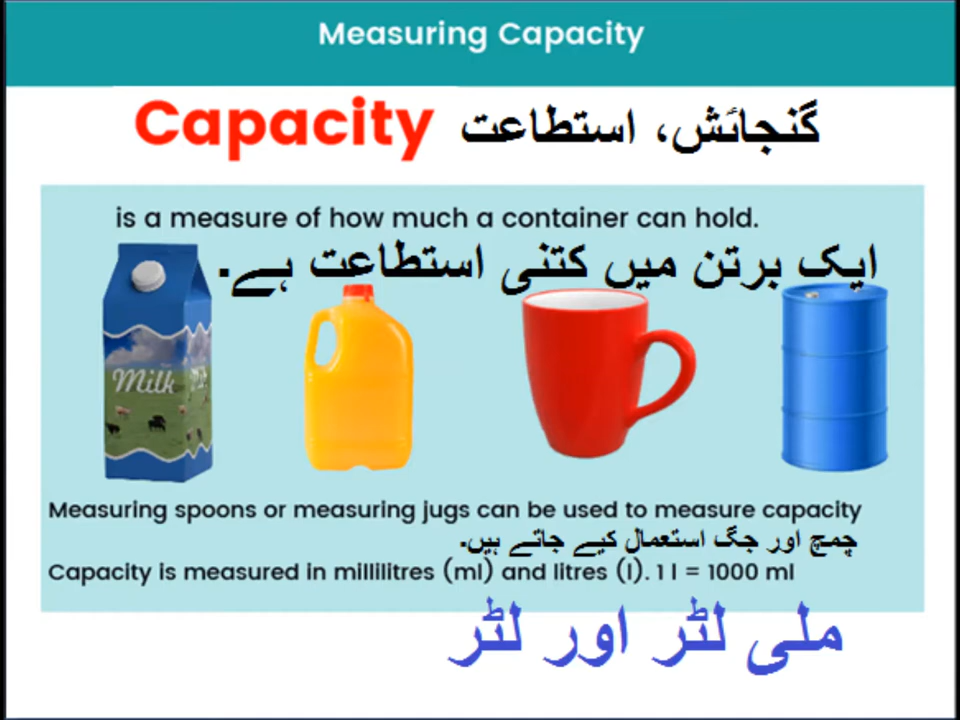 Measuring Capacity
Capacity گنجائش، استطاعت
is a measure of how much a container can hold.
ایک برتن میں کتنی استطاعت ہے۔
Milk
Measuring spoons or measuring jugs can be used to measure capacity
چمچ اور جگ استعمال کیے جاتے ہیں۔
Capacity is measured in millilitres (ml) and litres (l). 1 l = 1000 ml
ملی لٹر اور لٹر